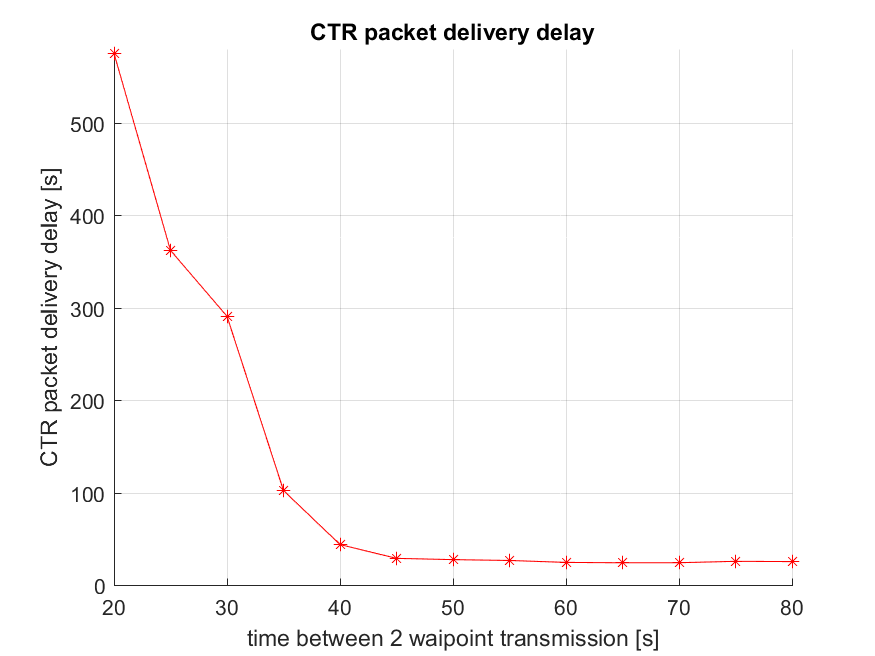 CTR packet delivery delay
CTR packet delivery delay [s]
500
400
300
200
100
0
20 30 40 50 60 70 80
time between 2 waipoint transmission [s]